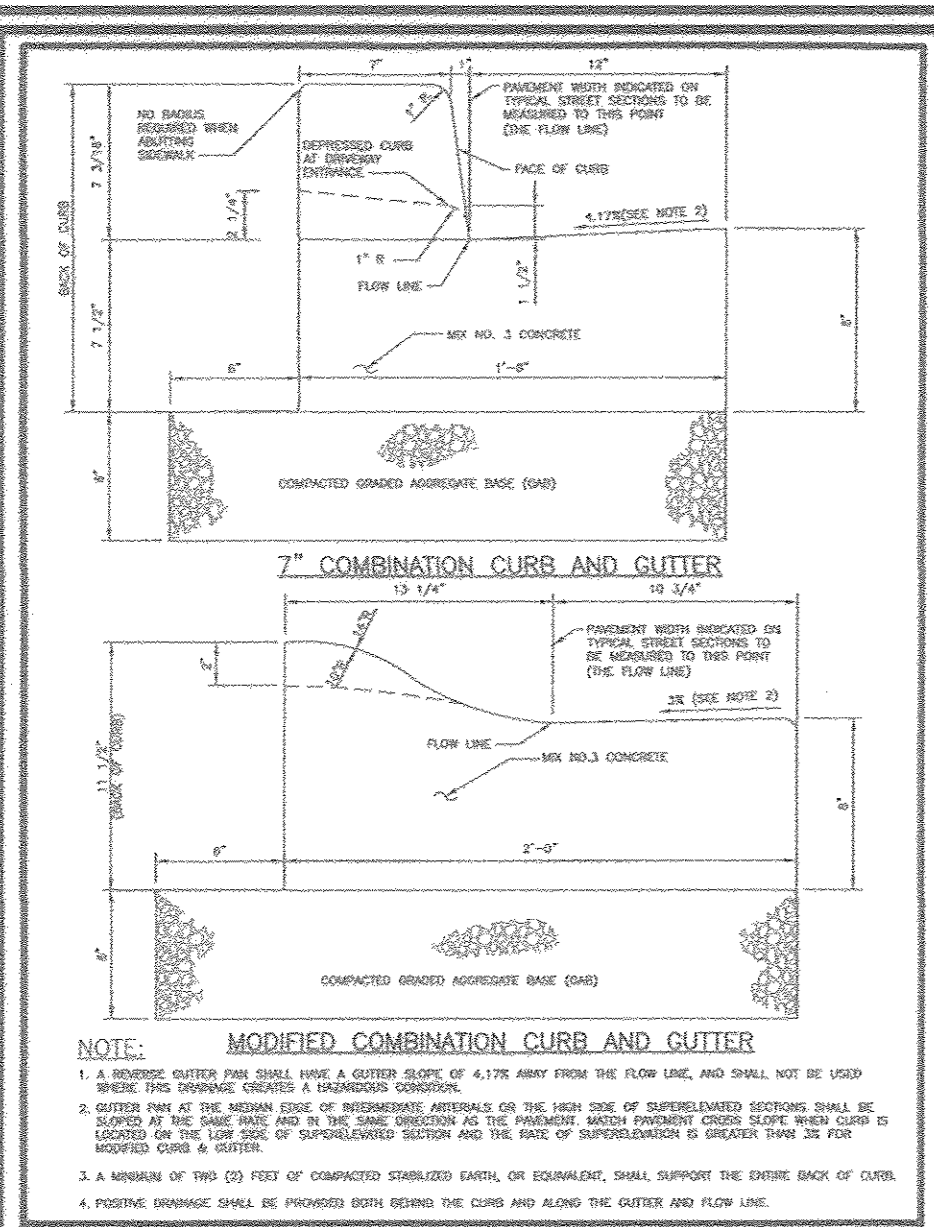 7" 1" 12"
PAVEMENT WIDTH INDICATED ON
TYPICAL STREET SECTIONS TO BE
MEASURED TO THIS POINT
(THE FLOW LINE)
NO RADIUS
REQUIRED WHEN
ABUTTING
SIDEWALK
DEPRESSED CURB
AT DRIVEWAY
ENTRANCE
FACE OF CURB
7 3/16"
2 1/4"
4.17%(SEE NOTE 2)
BACK OF CURB
1" R
FLOW LINE
1 1/2"
7 1/2"
MIX NO. 3 CONCRETE
8"
6"
1'-8"
COMPACTED GRADED AGGREGATE BASE (GAB)
7" COMBINATION CURB AND GUTTER
13 1/4" 10 3/4"
PAVEMENT WIDTH INDICATED ON
TYPICAL STREET SECTIONS TO
BE MEASURED TO THIS POINT
(THE FLOW LINE)
2"
3% (SEE NOTE 2)
FLOW LINE
MIX NO.3 CONCRETE
11 1/2"
(BACK OF CURB)
8"
6"
2'-0"
COMPACTED GRADED AGGREGATE BASE (GAB)
MODIFIED COMBINATION CURB AND GUTTER
NOTE:
1. A REVERSE GUTTER PAN SHALL HAVE A GUTTER SLOPE OF 4.17% AWAY FROM THE FLOW LINE, AND SHALL NOT BE USED
WHERE THIS DRAINAGE CREATES A HAZARDOUS CONDITION.
2. GUTTER PAN AT THE MEDIAN EDGE OF INTERMEDIATE ARTERIALS OR THE HIGH SIDE OF SUPERELEVATED SECTIONS SHALL BE
SLOPED AT THE SAME RATE AND IN THE SAME DIRECTION AS THE PAVEMENT. MATCH PAVEMENT CROSS SLOPE WHEN CURB IS
LOCATED ON THE LOW SIDE OF SUPERELEVATED SECTION AND THE RATE OF SUPERELEVATION IS GREATER THAN 3% FOR
MODIFIED CURB & GUTTER.
3. A MINIMUM OF TWO (2) FEET OF COMPACTED STABILIZED EARTH, OR EQUIVALENT, SHALL SUPPORT THE ENTIRE BACK OF CURB.
4. POSITIVE DRAINAGE SHALL BE PROVIDED BOTH BEHIND THE CURB AND ALONG THE GUTTER AND FLOW LINE.